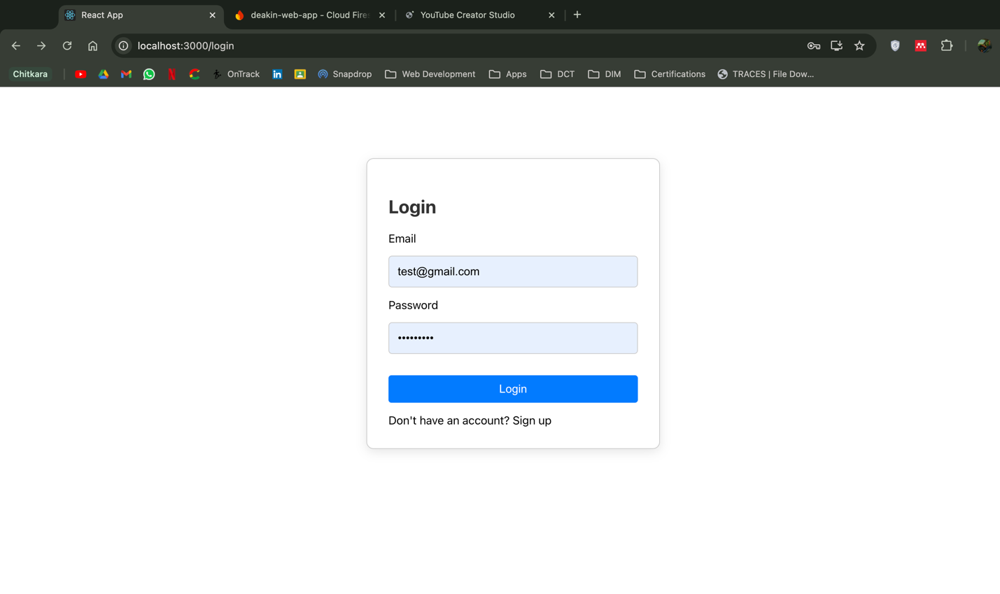 React App
deakin-web-app - Cloud Fire
YouTube Creator Studio
localhost:3000/login
Chitkara
OnTrack
Snapdrop
Web Development
Apps
DCT
DIM
Certifications
TRACES | File Dow...
Login
Email
test@gmail.com
Password
•••••••••
Login
Don't have an account? Sign up